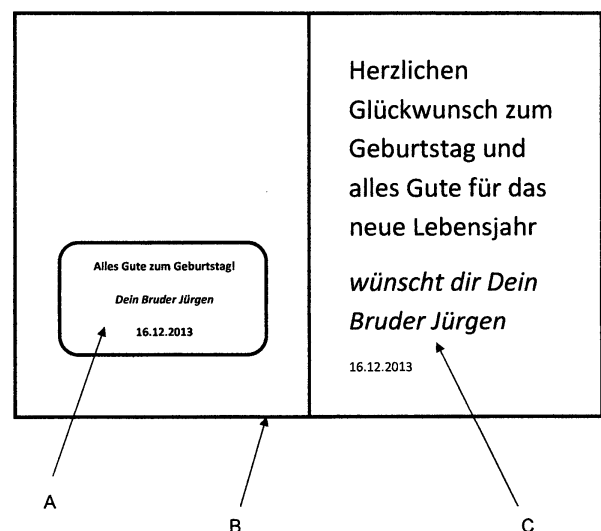 Alles Gute zum Geburtstag!
Dein Bruder Jürgen
16.12.2013
Herzlichen
Glückwunsch zum
Geburtstag und
alles Gute für das
neue Lebensjahr
wünscht dir Dein
Bruder Jürgen
16.12.2013
A
B
C